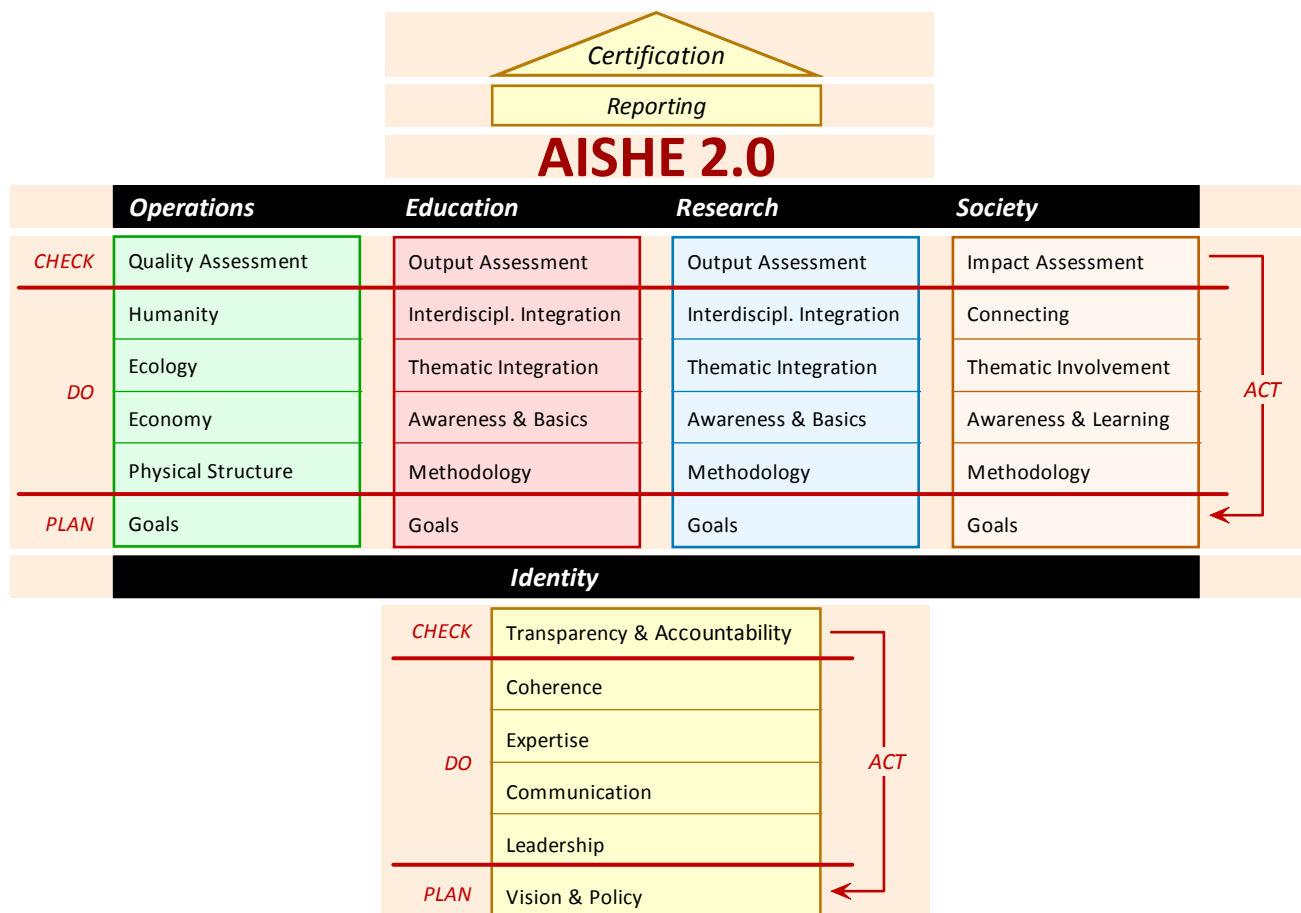 Certification
Reporting
AISHE 2.0
Operations Education Research Society
CHECK Quality Assessment Output Assessment Output Assessment Impact Assessment
Humanity Interdiscipl. Integration Interdiscipl. Integration Connecting
Ecology Thematic Integration Thematic Integration Thematic Involvement
DO ACT
Economy Awareness & Basics Awareness & Basics Awareness & Learning
Physical Structure Methodology Methodology Methodology
PLAN Goals Goals Goals Goals
Identity
CHECK Transparency & Accountability
Coherence
Expertise
DO ACT
Communication
Leadership
PLAN Vision & Policy